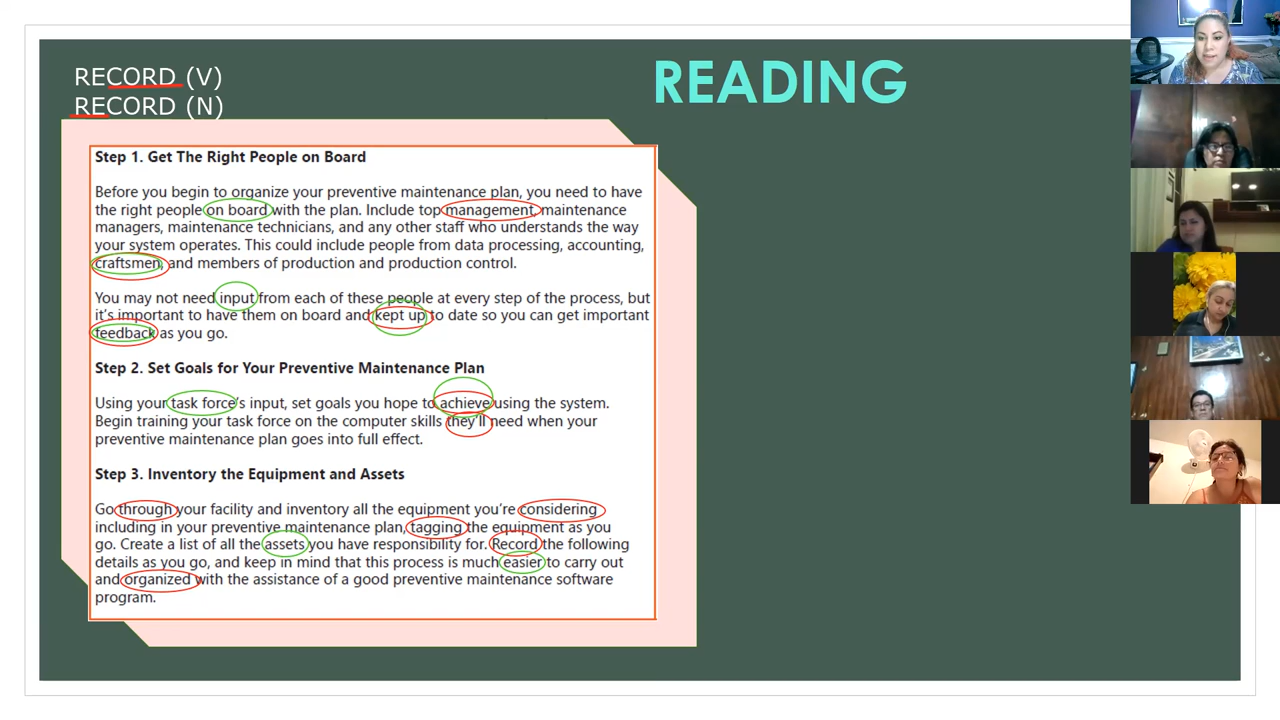 RECORD (V)
RECORD (N)
READING
Step 1. Get The Right People on Board
Before you begin to organize your preventive maintenance plan, you need to have
the right people on board with the plan. Include top management, maintenance
managers, maintenance technicians, and any other staff who understands the way
your system operates. This could include people from data processing, accounting,
craftsmen, and members of production and production control.
You may not need input from each of these people at every step of the process, but
it's important to have them on board and kept up to date so you can get important
feedback as you go.
Step 2. Set Goals for Your Preventive Maintenance Plan
Using your task force's input, set goals you hope to achieve using the system.
Begin training your task force on the computer skills they'll need when your
preventive maintenance plan goes into full effect.
Step 3. Inventory the Equipment and Assets
Go through your facility and inventory all the equipment you're considering
including in your preventive maintenance plan, tagging the equipment as you
go. Create a list of all the assets you have responsibility for. Record the following
details as you go, and keep in mind that this process is much easier to carry out
and organized with the assistance of a good preventive maintenance software
program.